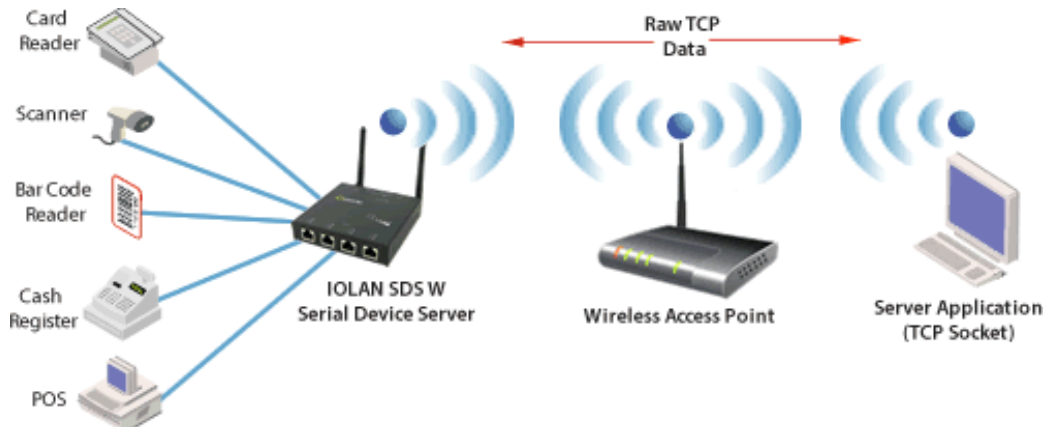 Card
Reader
Scanner
Bar Code
Reader
Cash
Register
POS
IOLAN SDS W
Serial Device Server
Raw TCP
Data
Wireless Access Point
Server Application
(TCP Socket)